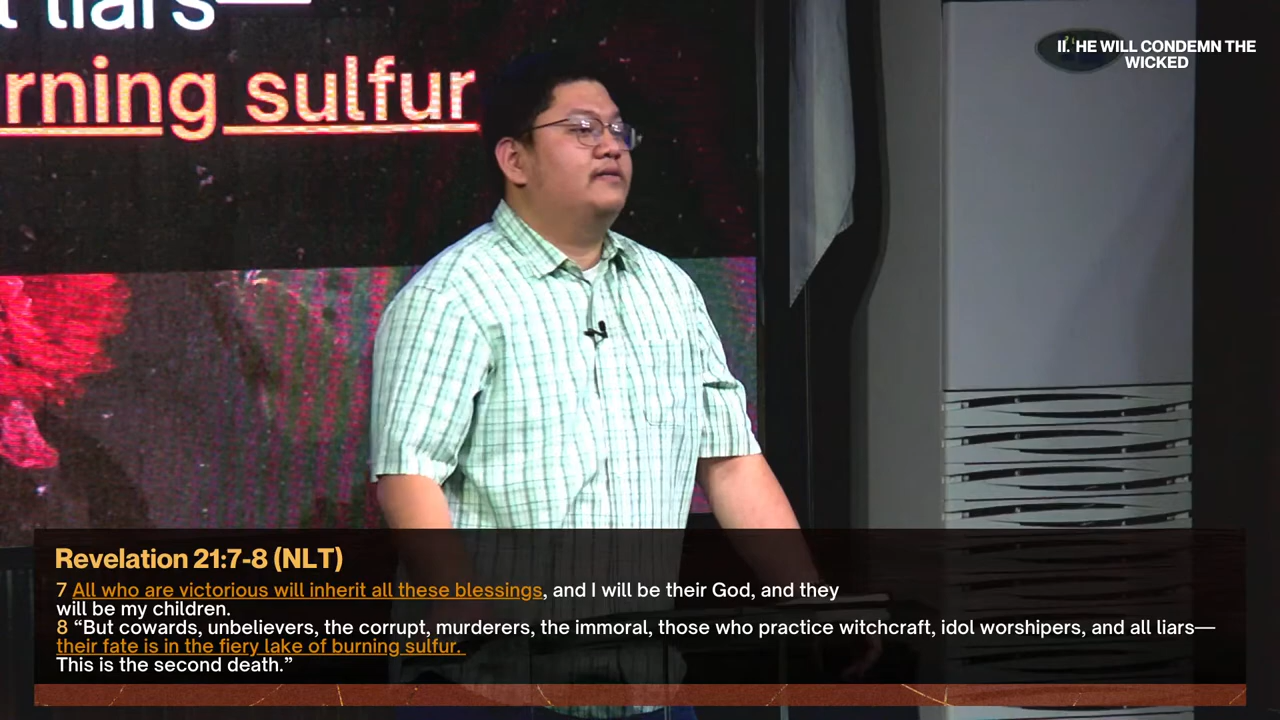 t liars—
rning sulfur
II. HE WILL CONDEMN THE
WICKED
Revelation 21:7-8 (NLT)
7 All who are victorious will inherit all these blessings, and I will be their God, and they
will be my children.
8 “But cowards, unbelievers, the corrupt, murderers, the immoral, those who practice witchcraft, idol worshipers, and all liars—
their fate is in the fiery lake of burning sulfur.
This is the second death.”